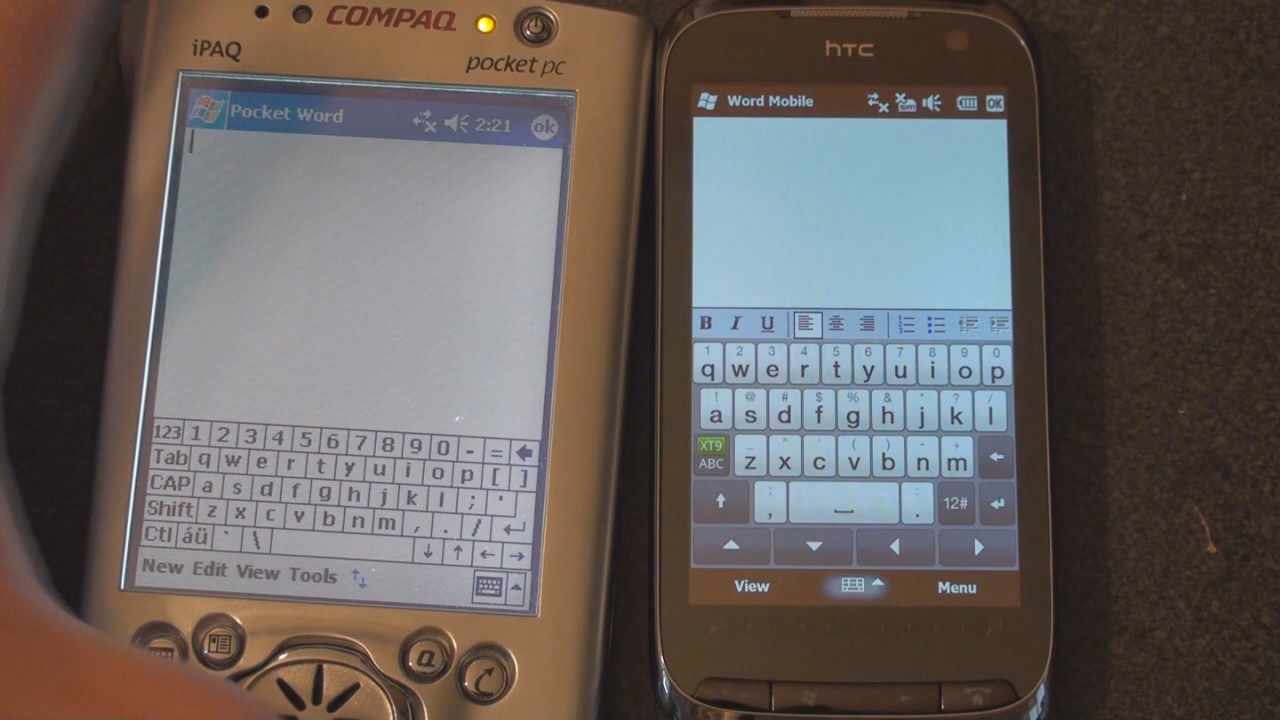 COMPAQ
iPAQ
pocket pc
Pocket Word 2:21 ok
123 1 2 3 4 5 6 7 8 9 0 - =
Tab q w e r t y u i o p [ ]
CAP a s d f g h j k l ; '
Shift z x c v b n m , . /
Ctl áü ` \
New Edit View Tools
hTC
Word Mobile OK
B I U
1 2 3 4 5 6 7 8 9 0
q w e r t y u i o p
! @ # $ % & ? /
a s d f g h j k l
XT9 _ ( ) - +
ABC z x c v b n m
; :
, . 12#
View Menu